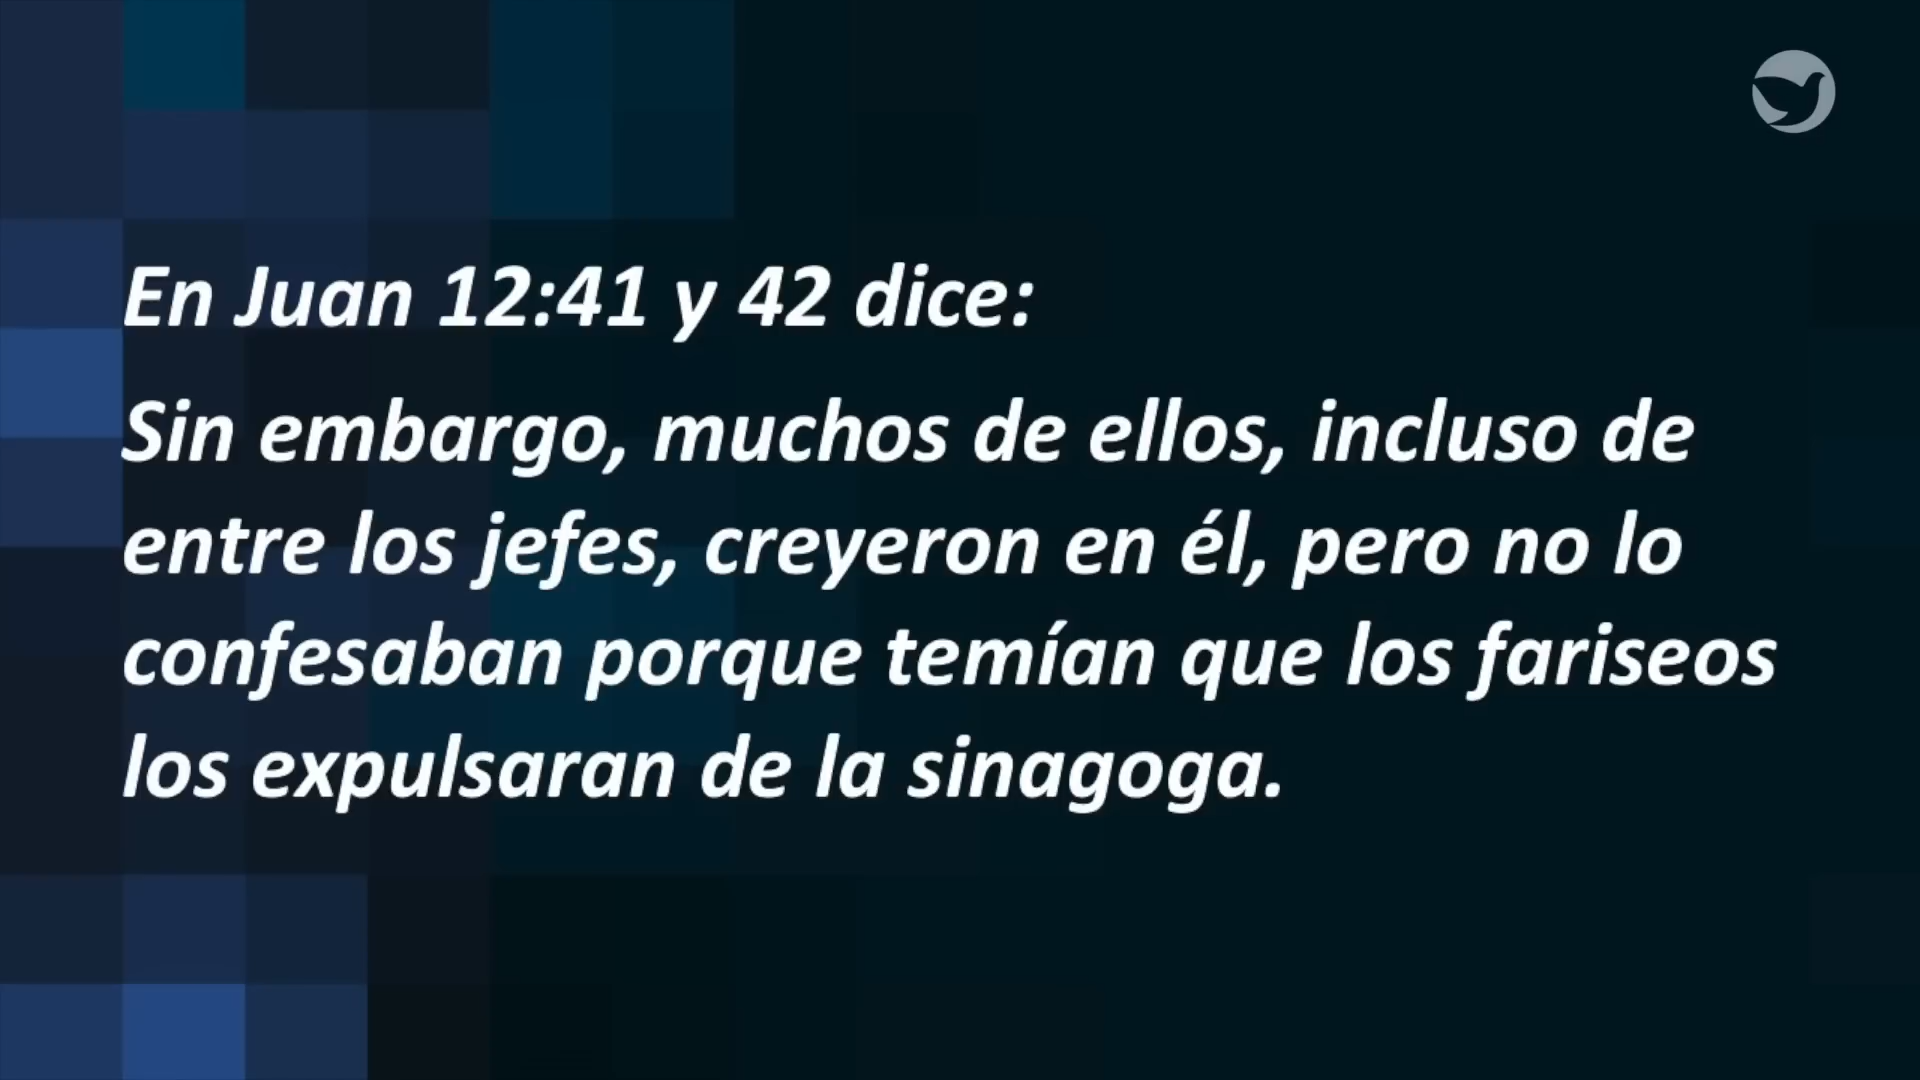 En Juan 12:41 y 42 dice:
Sin embargo, muchos de ellos, incluso de
entre los jefes, creyeron en él, pero no lo
confesaban porque temían que los fariseos
los expulsaran de la sinagoga.